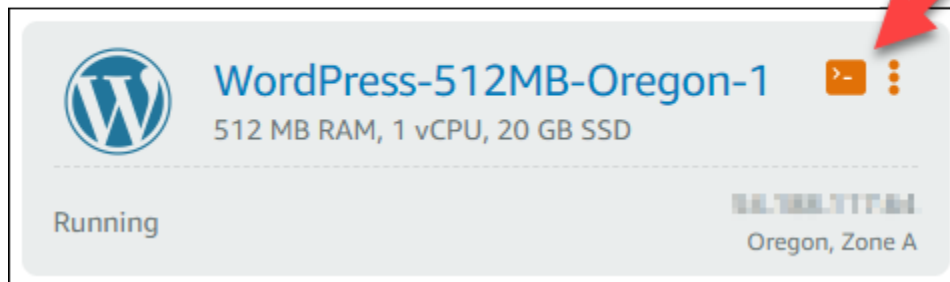 WordPress-512MB-Oregon-1
512 MB RAM, 1 vCPU, 20 GB SSD
Running
Oregon, Zone A